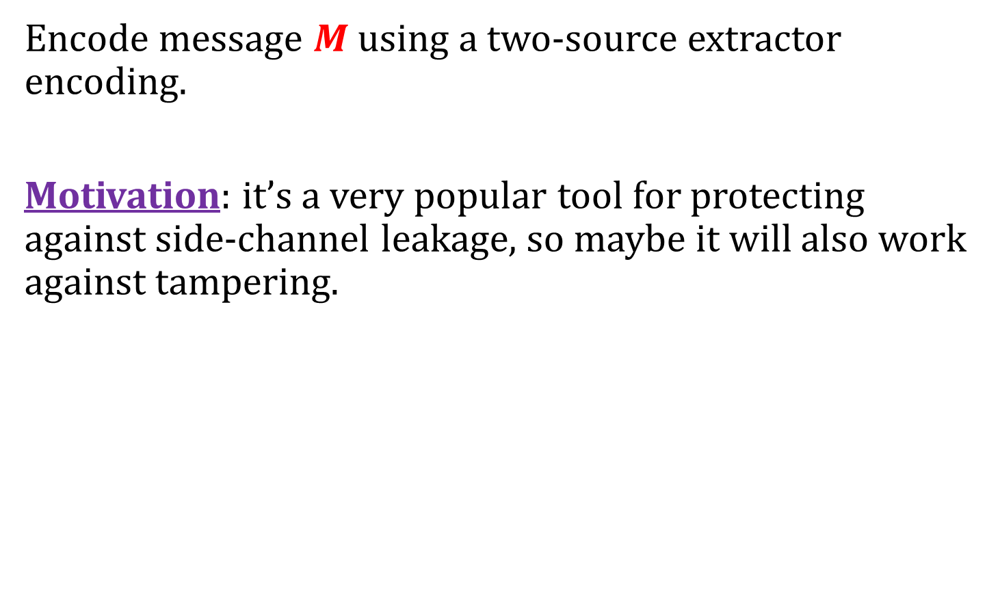 Encode message M using a two-source extractor
encoding.
Motivation: it’s a very popular tool for protecting
against side-channel leakage, so maybe it will also work
against tampering.